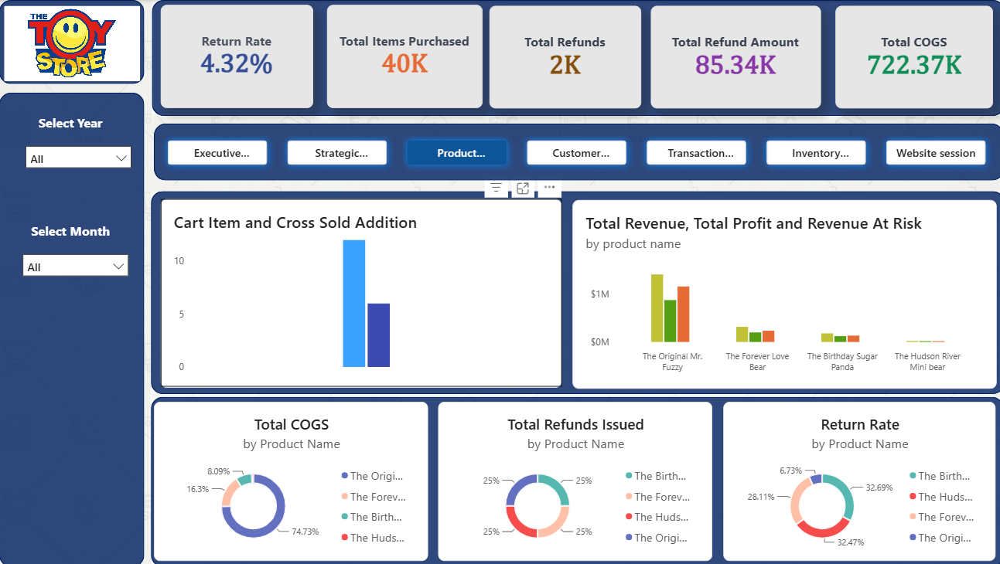 THE
TOY
STORE
Return Rate
4.32%
Total Items Purchased
40K
Total Refunds
2K
Total Refund Amount
85.34K
Total COGS
722.37K
Select Year
All
Select Month
All
Executive...
Strategic...
Product...
Customer...
Transaction...
Inventory...
Website session
Cart Item and Cross Sold Addition
10
5
0
Total Revenue, Total Profit and Revenue At Risk
by product name
$1M
$0M
The Original Mr.
Fuzzy
The Forever Love
Bear
The Birthday Sugar
Panda
The Hudson River
Mini bear
Total COGS
by Product Name
8.09%
16.3%
74.73%
The Origi...
The Forev...
The Birth...
The Huds...
Total Refunds Issued
by Product Name
25%
25%
25%
25%
The Birth...
The Forev...
The Huds...
The Origi...
Return Rate
by Product Name
6.73%
32.69%
28.11%
32.47%
The Birth...
The Huds...
The Forev...
The Origi...